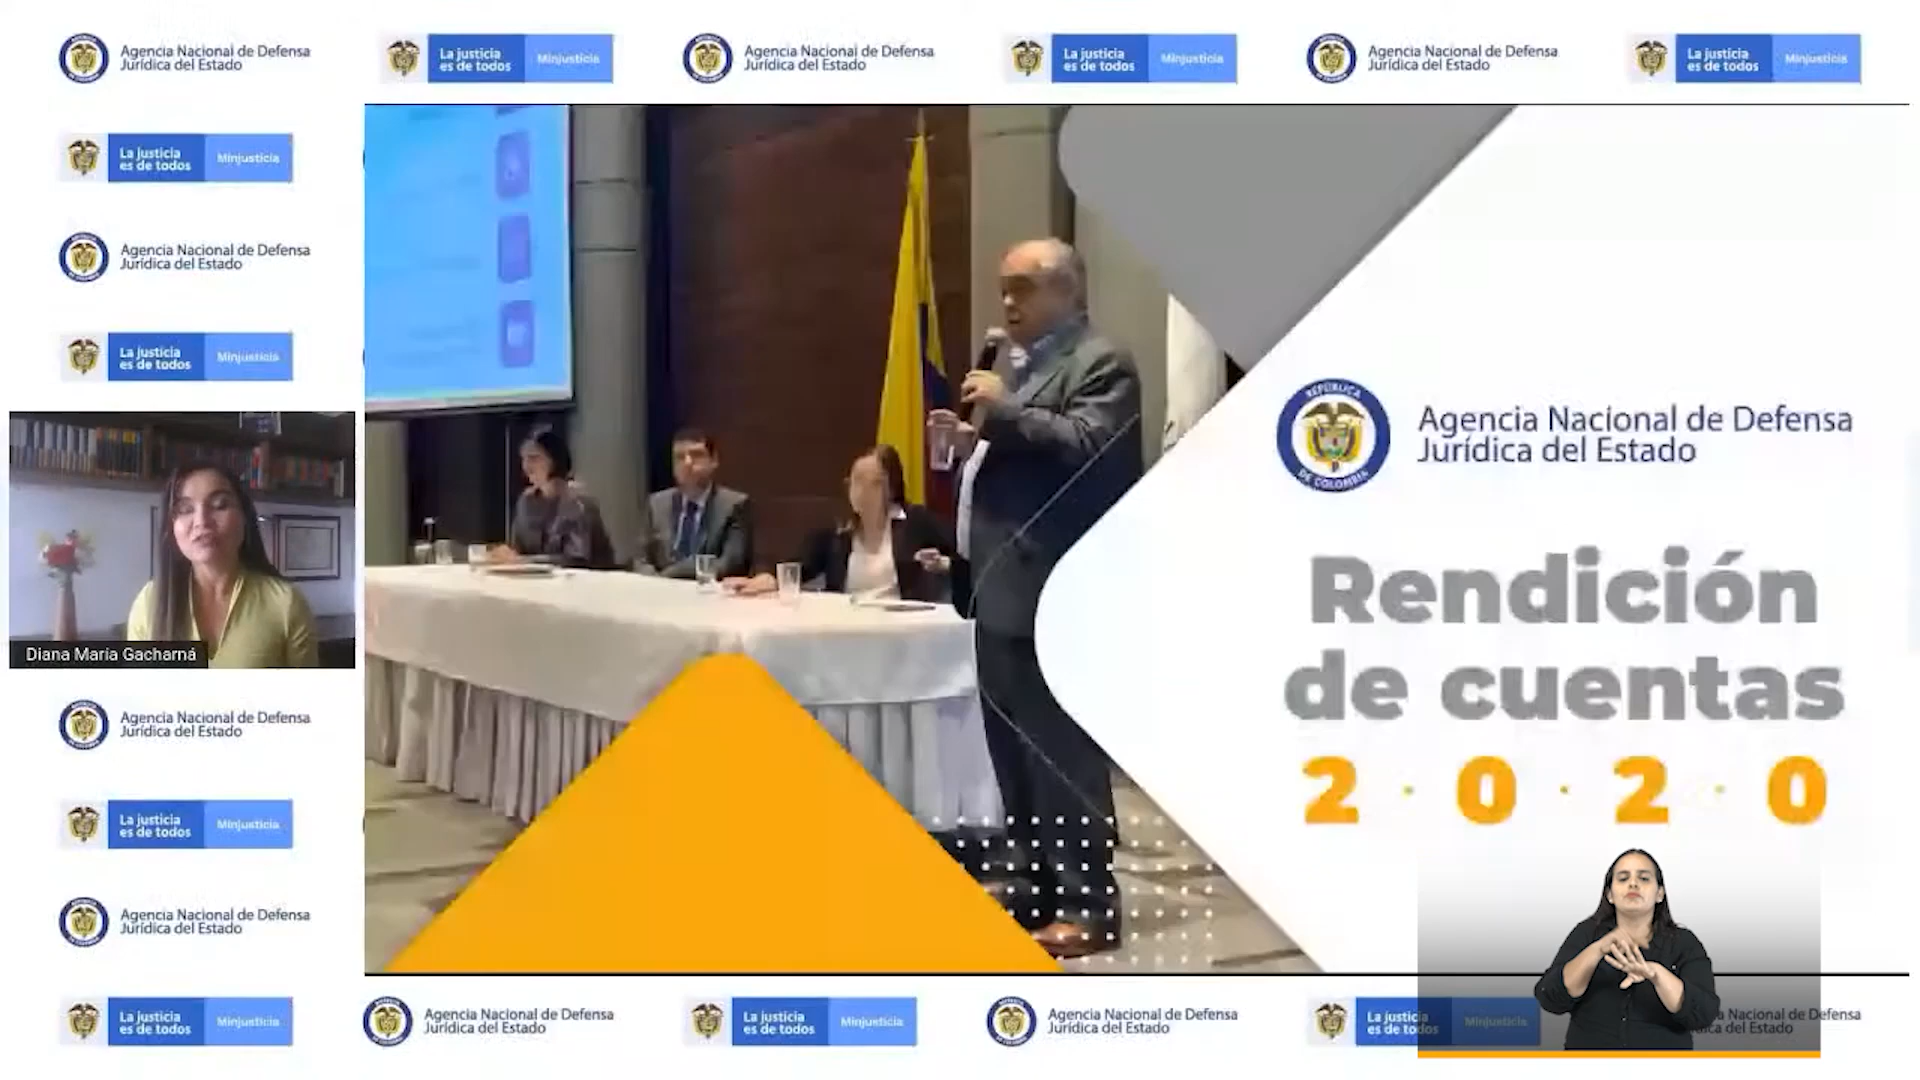 Agencia Nacional de Defensa
Jurídica del Estado
La justicia
es de todos
Minjusticia
Agencia Nacional de Defensa
Jurídica del Estado
La justicia
es de todos
Minjusticia
Agencia Nacional de Defensa
Jurídica del Estado
La justicia
es de todos
Minjusticia
La justicia
es de todos
Minjusticia
Agencia Nacional de Defensa
Jurídica del Estado
La justicia
es de todos
Minjusticia
Diana María Gacharná
REPÚBLICA
DE COLOMBIA
Agencia Nacional de Defensa
Jurídica del Estado
Rendición
de cuentas
2·0·2·0
Agencia Nacional de Defensa
Jurídica del Estado
La justicia
es de todos
Minjusticia
Agencia Nacional de Defensa
Jurídica del Estado
La justicia
es de todos
Minjusticia
Agencia Nacional de Defensa
Jurídica del Estado
La justicia
es de todos
Minjusticia
Agencia Nacional de Defensa
Jurídica del Estado
La justicia
es de todos
Minjusticia
Nacional de Defensa
del Estado